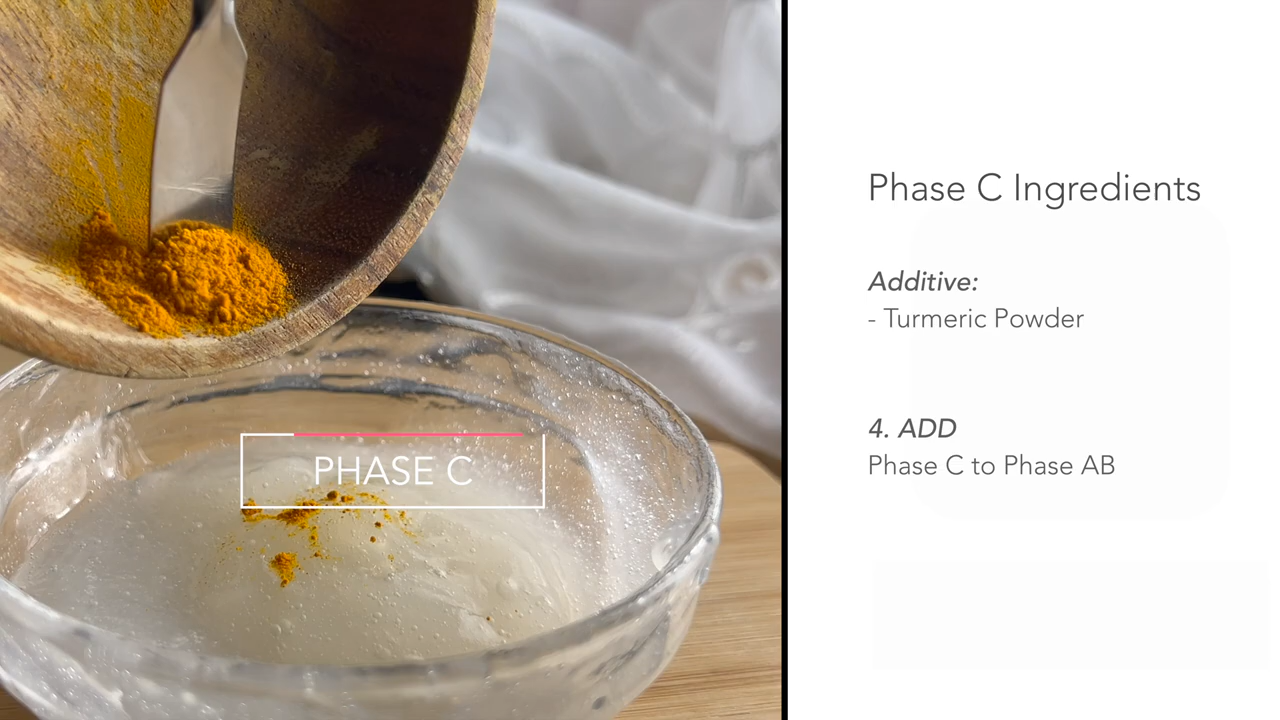 PHASE C
Phase C Ingredients
Additive:
- Turmeric Powder
4. ADD
Phase C to Phase AB